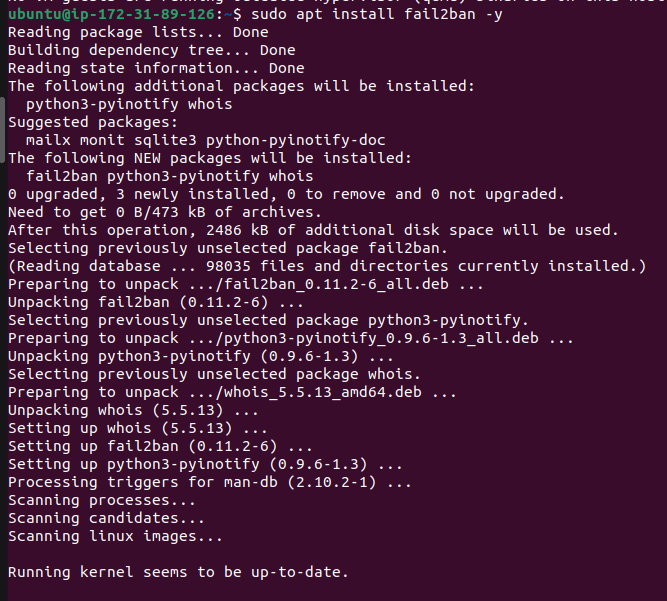 ubuntu@ip-172-31-89-126:~$ sudo apt install fail2ban -y
Reading package lists... Done
Building dependency tree... Done
Reading state information... Done
The following additional packages will be installed:
  python3-pyinotify whois
Suggested packages:
  mailx monit sqlite3 python-pyinotify-doc
The following NEW packages will be installed:
  fail2ban python3-pyinotify whois
0 upgraded, 3 newly installed, 0 to remove and 0 not upgraded.
Need to get 0 B/473 kB of archives.
After this operation, 2486 kB of additional disk space will be used.
Selecting previously unselected package fail2ban.
(Reading database ... 98035 files and directories currently installed.)
Preparing to unpack .../fail2ban_0.11.2-6_all.deb ...
Unpacking fail2ban (0.11.2-6) ...
Selecting previously unselected package python3-pyinotify.
Preparing to unpack .../python3-pyinotify_0.9.6-1.3_all.deb ...
Unpacking python3-pyinotify (0.9.6-1.3) ...
Selecting previously unselected package whois.
Preparing to unpack .../whois_5.5.13_amd64.deb ...
Unpacking whois (5.5.13) ...
Setting up whois (5.5.13) ...
Setting up fail2ban (0.11.2-6) ...
Setting up python3-pyinotify (0.9.6-1.3) ...
Processing triggers for man-db (2.10.2-1) ...
Scanning processes...
Scanning candidates...
Scanning linux images...
Running kernel seems to be up-to-date.